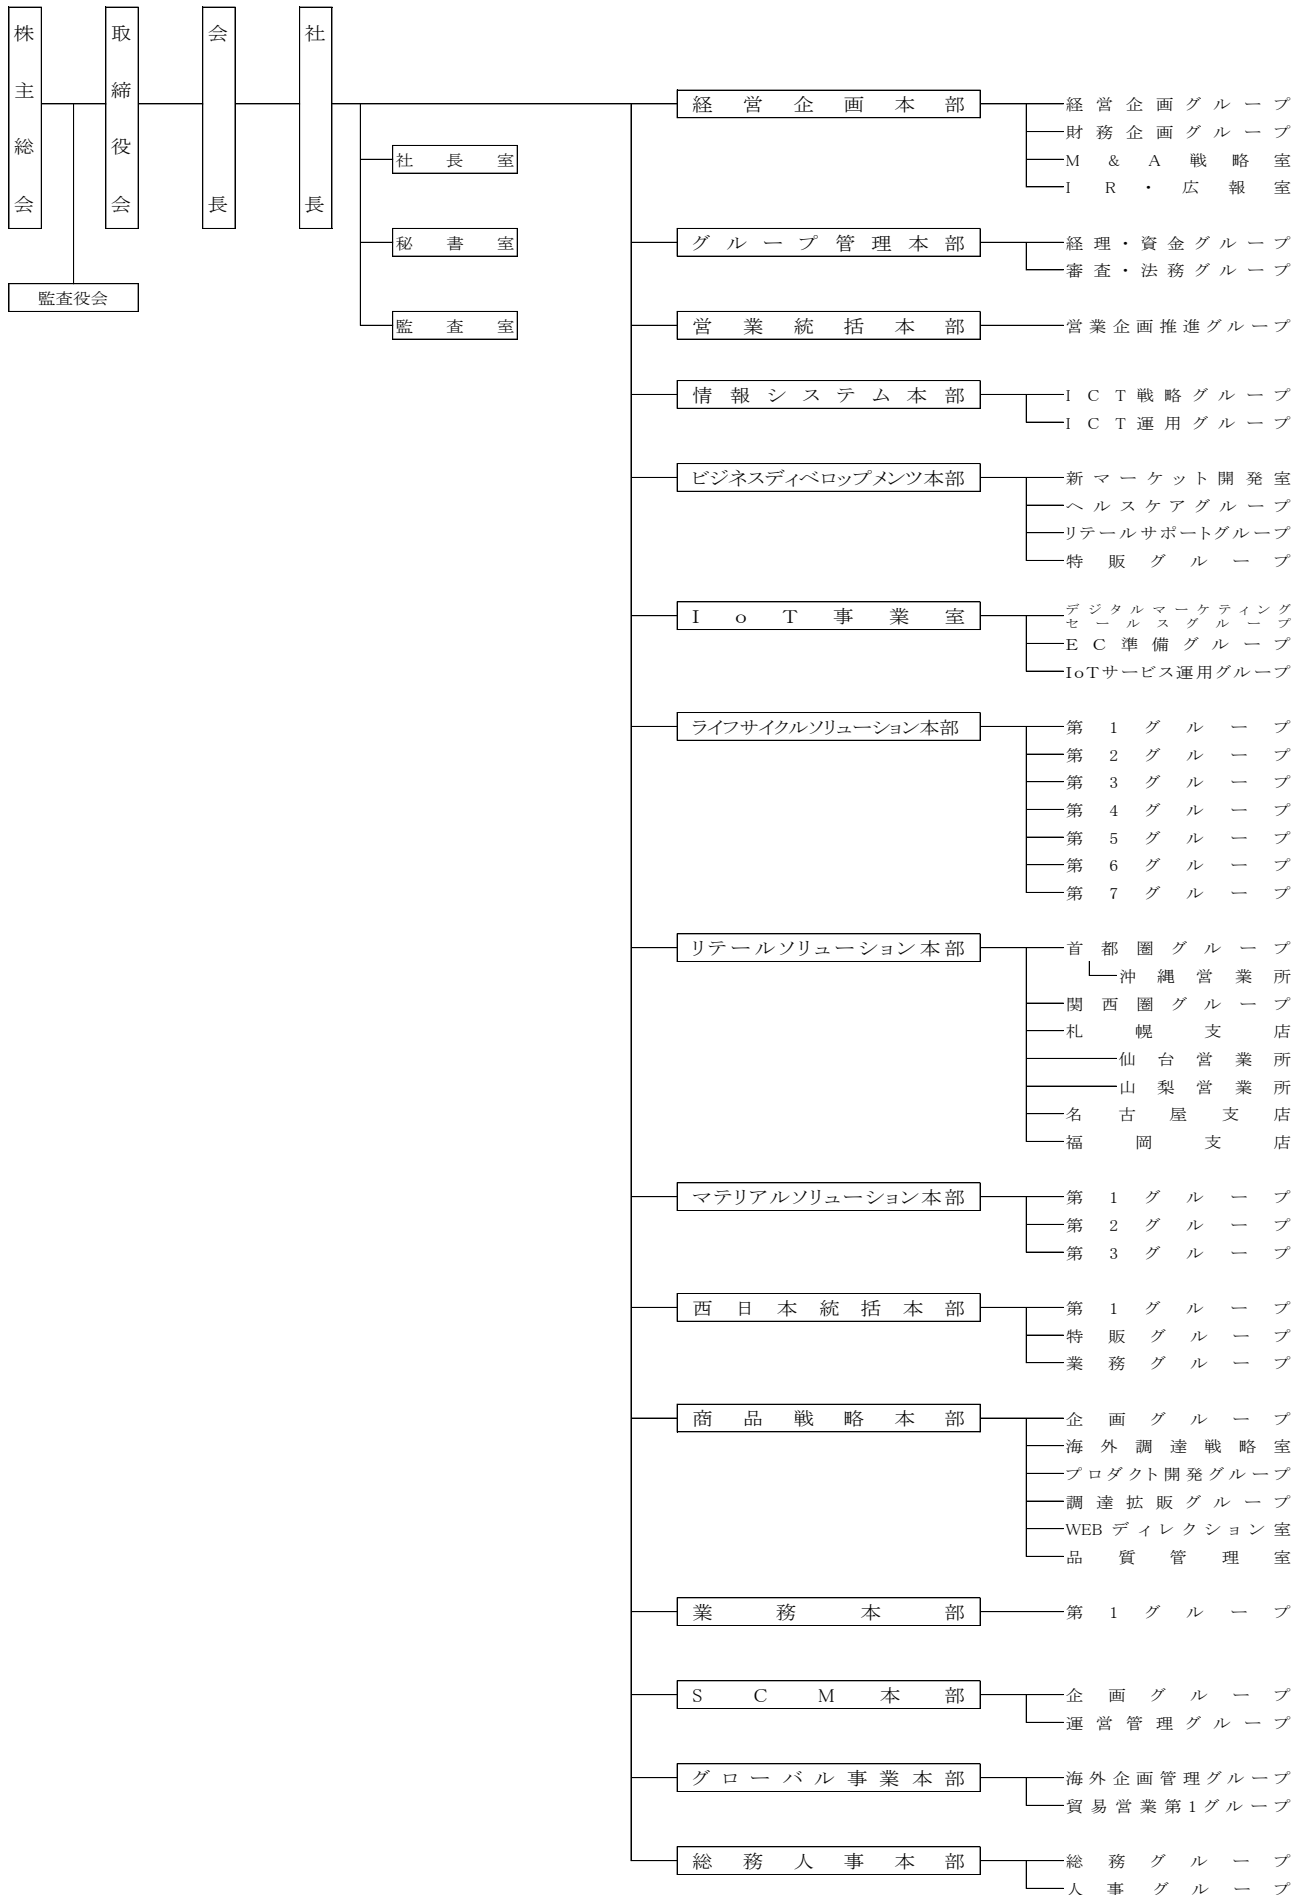 株主総会
取締役会
会長
社長
監査役会
社長室
秘書室
監査室
経営企画本部
経営企画グループ
財務企画グループ
M&A戦略室
IR・広報室
グループ管理本部
経理・資金グループ
審査・法務グループ
営業統括本部
営業企画推進グループ
情報システム本部
ICT戦略グループ
ICT運用グループ
ビジネスディベロップメンツ本部
新マーケット開発室
ヘルスケアグループ
リテールサポートグループ
特販グループ
IoT事業室
デジタルマーケティング
セールスグループ
EC準備グループ
IoTサービス運用グループ
ライフサイクルソリューション本部
第1グループ
第2グループ
第3グループ
第4グループ
第5グループ
第6グループ
第7グループ
リテールソリューション本部
首都圏グループ
沖縄営業所
関西圏グループ
札幌支店
仙台営業所
山梨営業所
名古屋支店
福岡支店
マテリアルソリューション本部
第1グループ
第2グループ
第3グループ
西日本統括本部
第1グループ
特販グループ
業務グループ
商品戦略本部
企画グループ
海外調達戦略室
プロダクト開発グループ
調達拡販グループ
WEBディレクション室
品質管理室
業務本部
第1グループ
SCM本部
企画グループ
運営管理グループ
グローバル事業本部
海外企画管理グループ
貿易営業第1グループ
総務人事本部
総務グループ
人事グループ